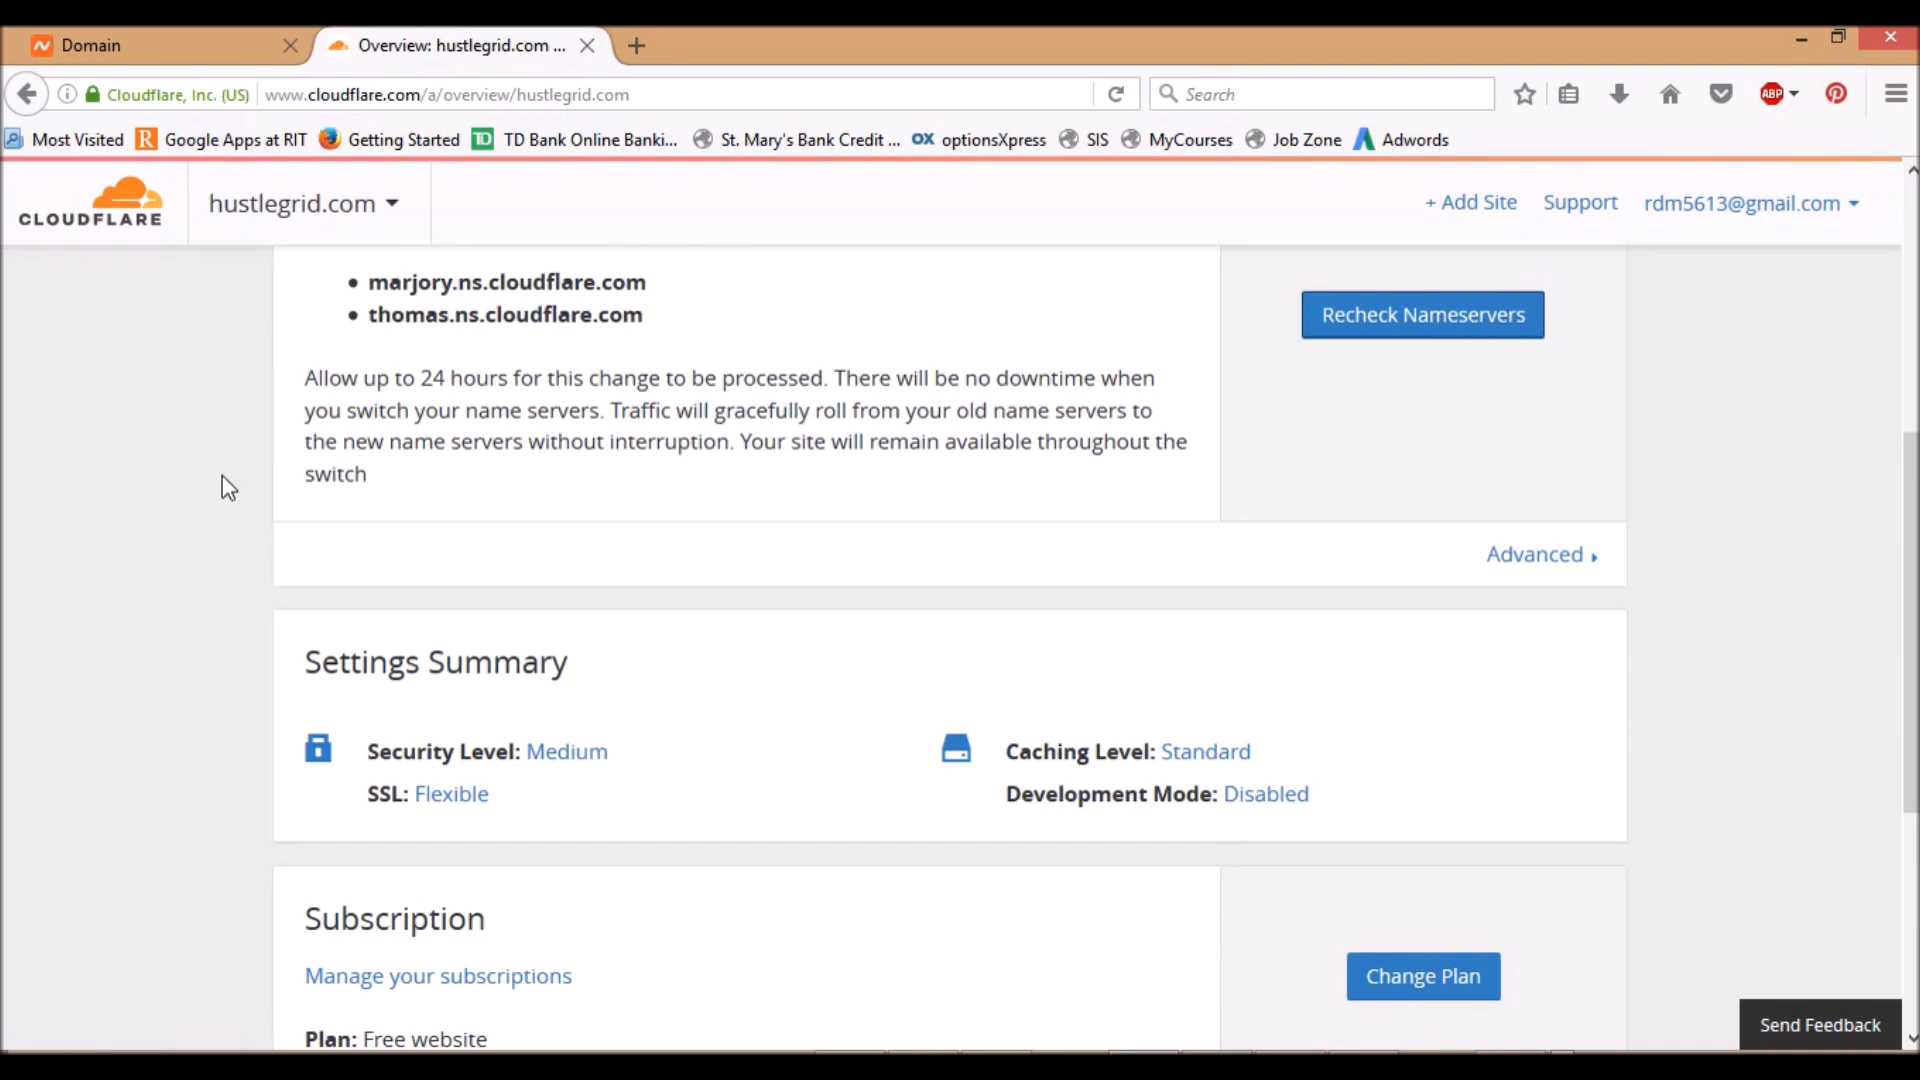 Domain
Overview: hustlegrid.com ...
Cloudflare, Inc. (US)
www.cloudflare.com/a/overview/hustlegrid.com
Search
ABP
Most Visited
R
Google Apps at RIT
Getting Started
TD
TD Bank Online Banki...
St. Mary's Bank Credit ...
OX
optionsXpress
SIS
MyCourses
Job Zone
Adwords
CLOUDFLARE
hustlegrid.com
+ Add Site
Support
rdm5613@gmail.com
• marjory.ns.cloudflare.com
• thomas.ns.cloudflare.com
Recheck Nameservers
Allow up to 24 hours for this change to be processed. There will be no downtime when
you switch your name servers. Traffic will gracefully roll from your old name servers to
the new name servers without interruption. Your site will remain available throughout the
switch
Advanced
Settings Summary
Security Level: Medium
SSL: Flexible
Caching Level: Standard
Development Mode: Disabled
Subscription
Manage your subscriptions
Change Plan
Plan: Free website
Send Feedback